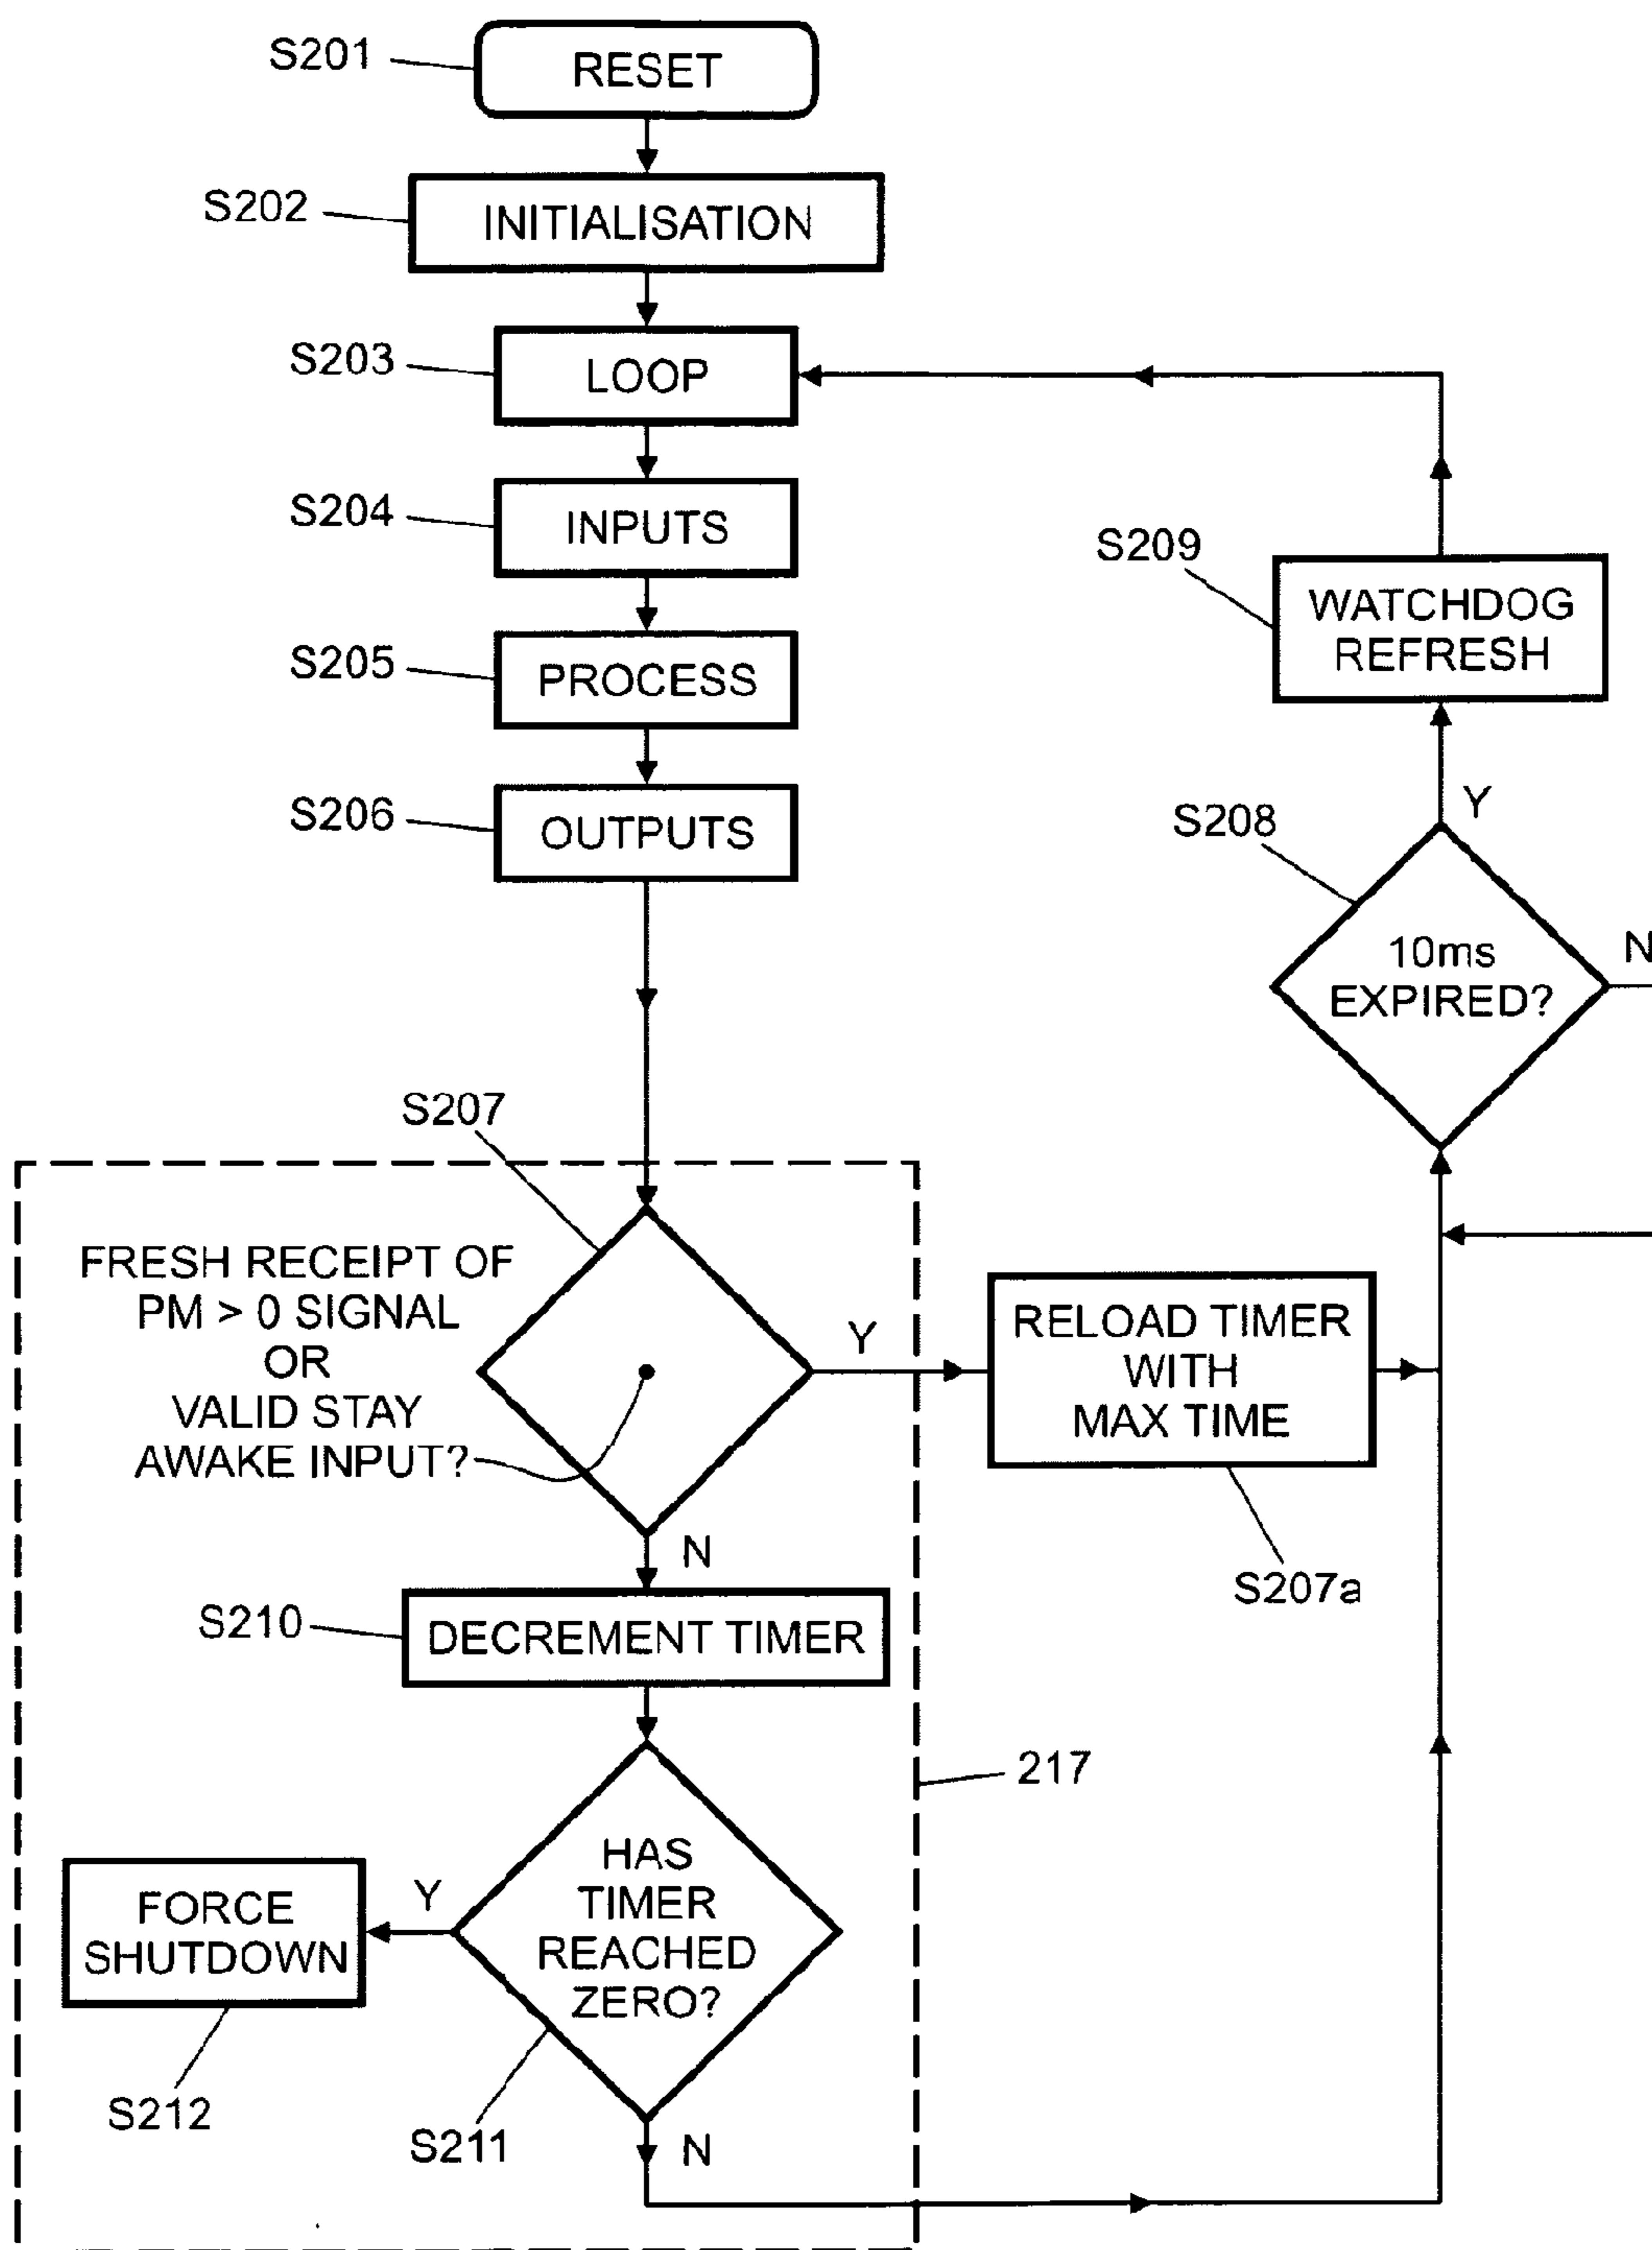 S201
RESET
S202
INITIALISATION
S203
LOOP
S204
INPUTS
S209
WATCHDOG
REFRESH
S205
PROCESS
S206
OUTPUTS
Y
S208
10ms
EXPIRED?
N
S207
FRESH RECEIPT OF
PM > 0 SIGNAL
OR
VALID STAY
AWAKE INPUT?
Y
RELOAD TIMER
WITH
MAX TIME
S207a
N
S210
DECREMENT TIMER
217
HAS
TIMER
REACHED
ZERO?
Y
FORCE
SHUTDOWN
S212
S211
N